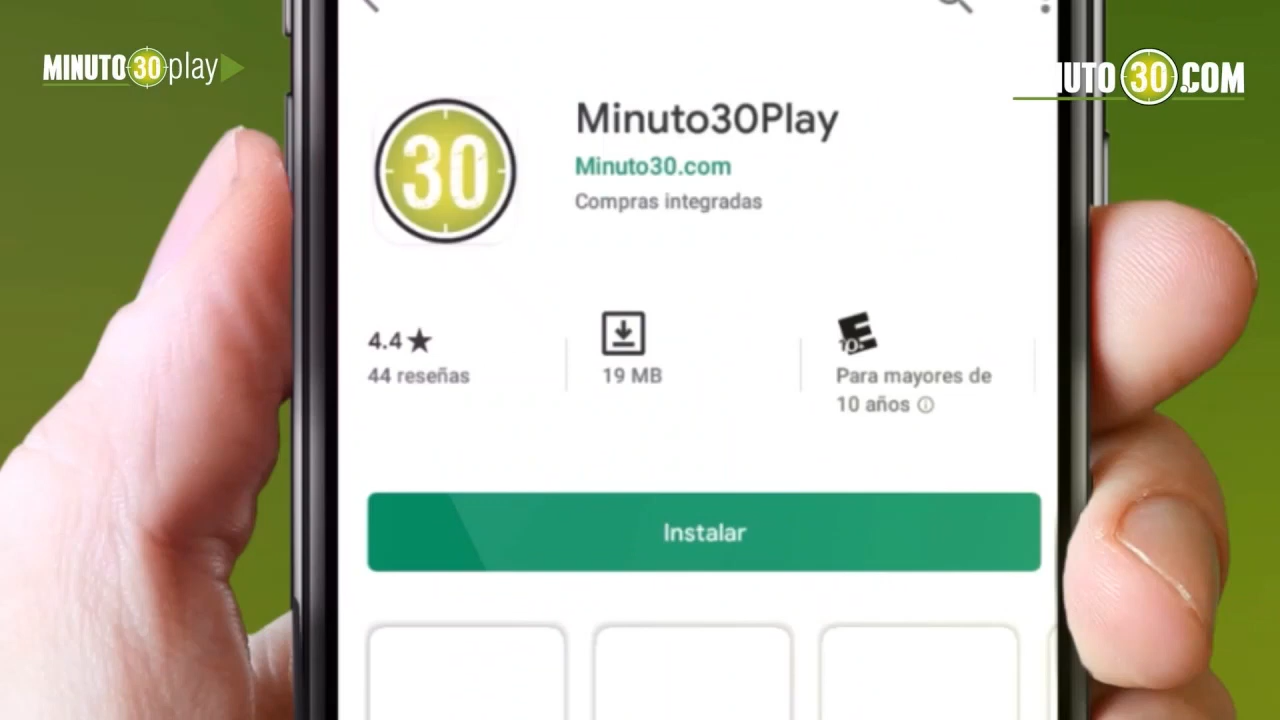 MINUTO30play
NUTO30.COM
30
Minuto30Play
Minuto30.com
Compras integradas
4.4★
44 reseñas
19 MB
E
10+
Para mayores de
10 años
Instalar